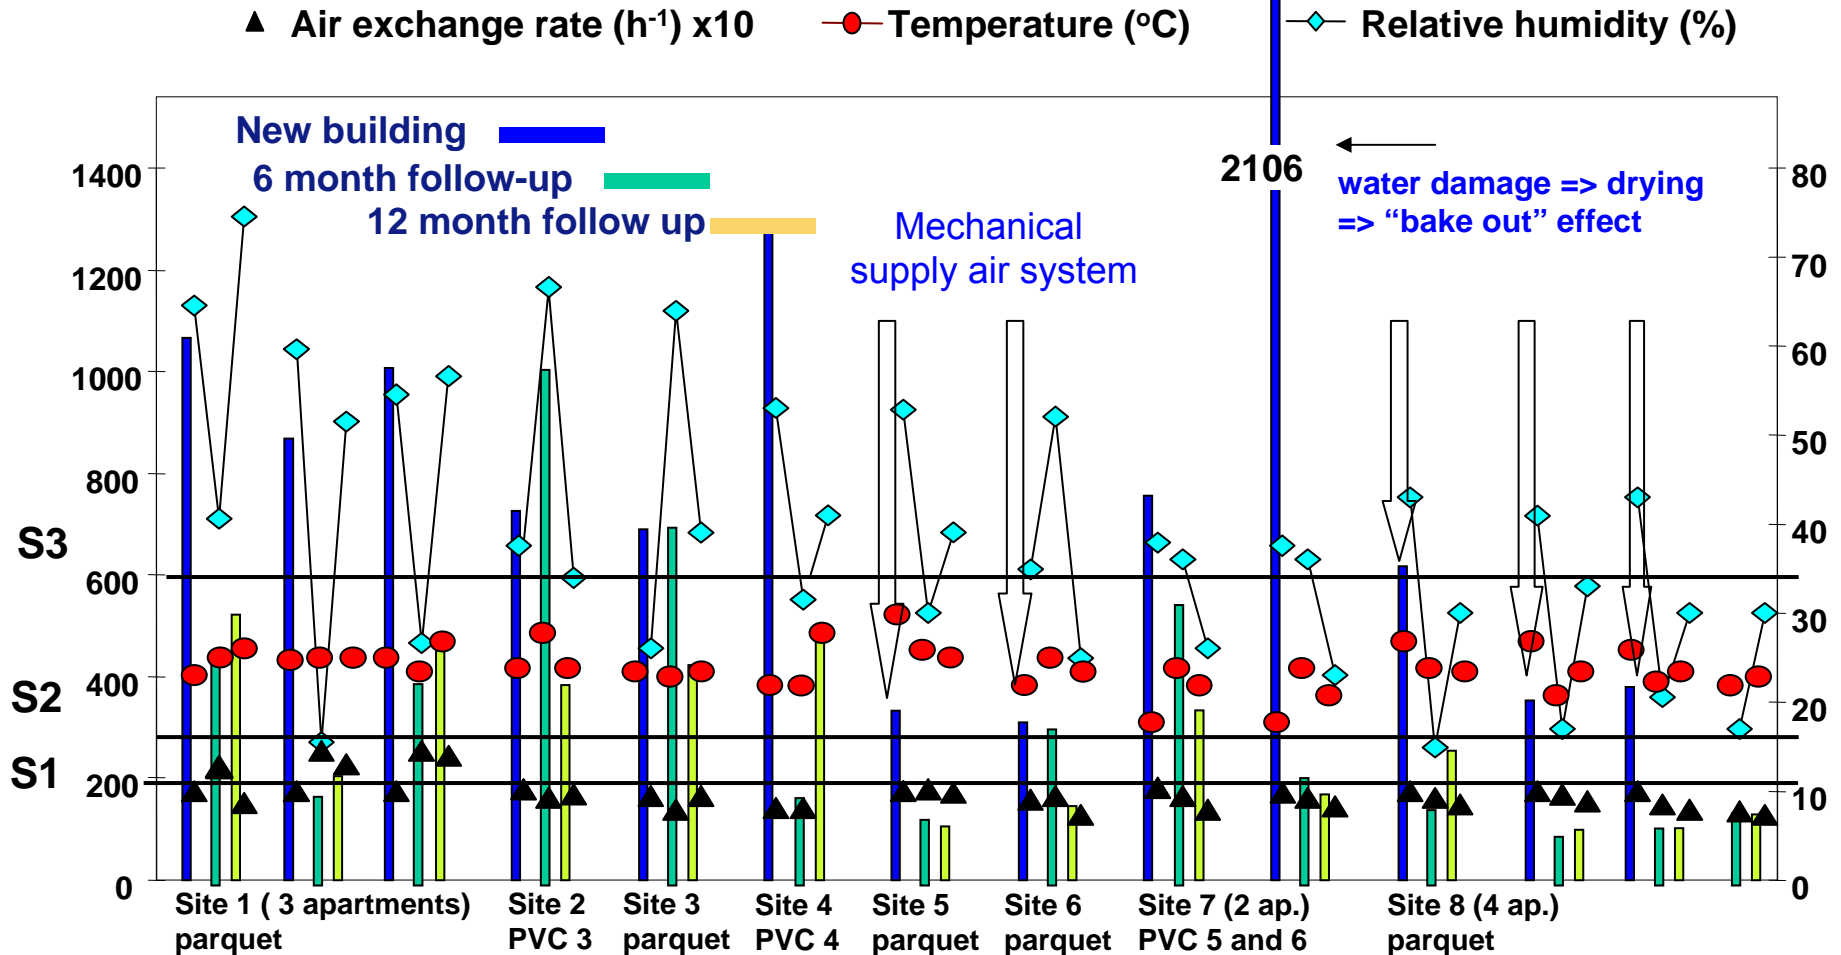 Air exchange rate (h⁻¹) x10 Temperature (ºC) Relative humidity (%)
New building
6 month follow-up
12 month follow up
Mechanical
supply air system
2106
water damage => drying
=> “bake out” effect
1400
1200
1000
800
600
400
200
0
S3
S2
S1
80
70
60
50
40
30
20
10
0
Site 1 ( 3 apartments)
parquet
Site 2
PVC 3
Site 3
parquet
Site 4
PVC 4
Site 5
parquet
Site 6
parquet
Site 7 (2 ap.)
PVC 5 and 6
Site 8 (4 ap.)
parquet